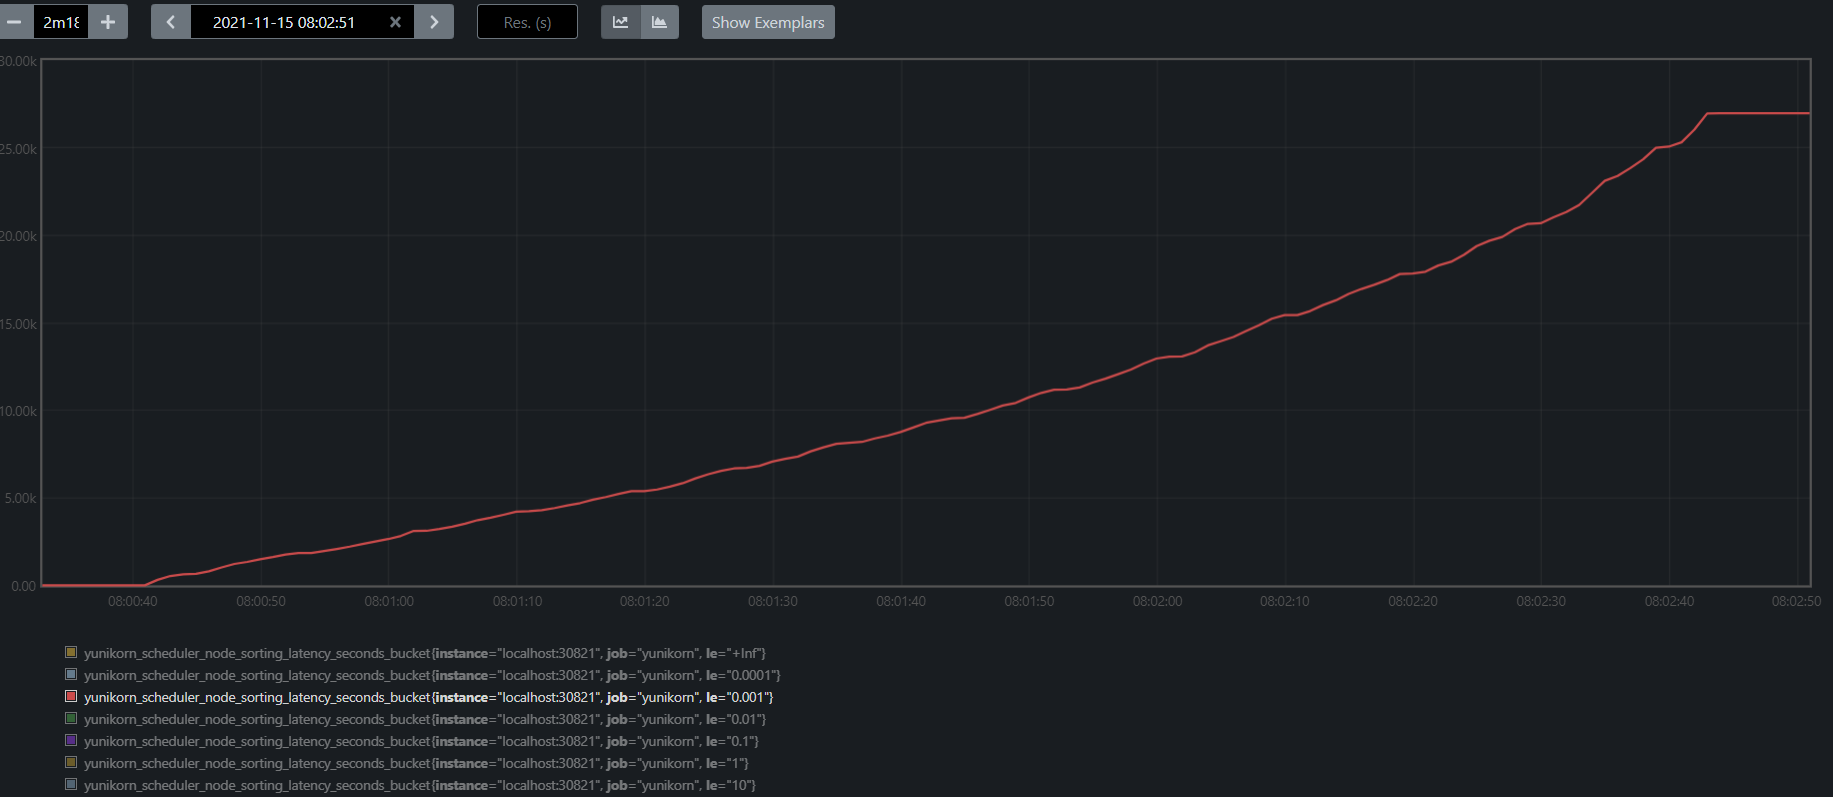 2m18
2021-11-15 08:02:51
Res. (s)
Show Exemplars
30.00k
25.00k
20.00k
15.00k
10.00k
5.00k
0.00
08:00:40 08:00:50 08:01:00 08:01:10 08:01:20 08:01:30 08:01:40 08:01:50 08:02:00 08:02:10 08:02:20 08:02:30 08:02:40 08:02:50
yunikorn_scheduler_node_sorting_latency_seconds_bucket{instance="localhost:30821", job="yunikorn", le="+Inf"}
yunikorn_scheduler_node_sorting_latency_seconds_bucket{instance="localhost:30821", job="yunikorn", le="0.0001"}
yunikorn_scheduler_node_sorting_latency_seconds_bucket{instance="localhost:30821", job="yunikorn", le="0.001"}
yunikorn_scheduler_node_sorting_latency_seconds_bucket{instance="localhost:30821", job="yunikorn", le="0.01"}
yunikorn_scheduler_node_sorting_latency_seconds_bucket{instance="localhost:30821", job="yunikorn", le="0.1"}
yunikorn_scheduler_node_sorting_latency_seconds_bucket{instance="localhost:30821", job="yunikorn", le="1"}
yunikorn_scheduler_node_sorting_latency_seconds_bucket{instance="localhost:30821", job="yunikorn", le="10"}